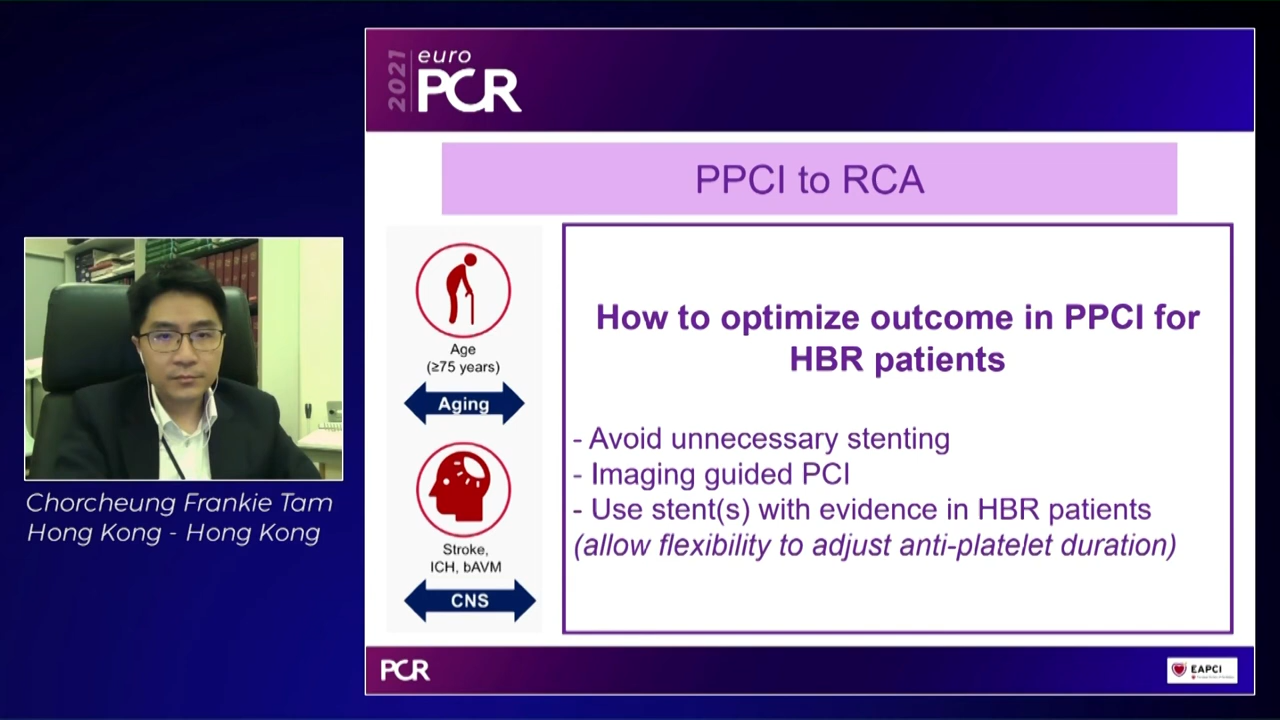 2021
euro
PCR
PPCI to RCA
Age
(≥75 years)
Aging
Stroke,
ICH, bAVM
CNS
How to optimize outcome in PPCI for
HBR patients
- Avoid unnecessary stenting
- Imaging guided PCI
- Use stent(s) with evidence in HBR patients
(allow flexibility to adjust anti-platelet duration)
Chorcheung Frankie Tam
Hong Kong - Hong Kong
PCR
EAPCI